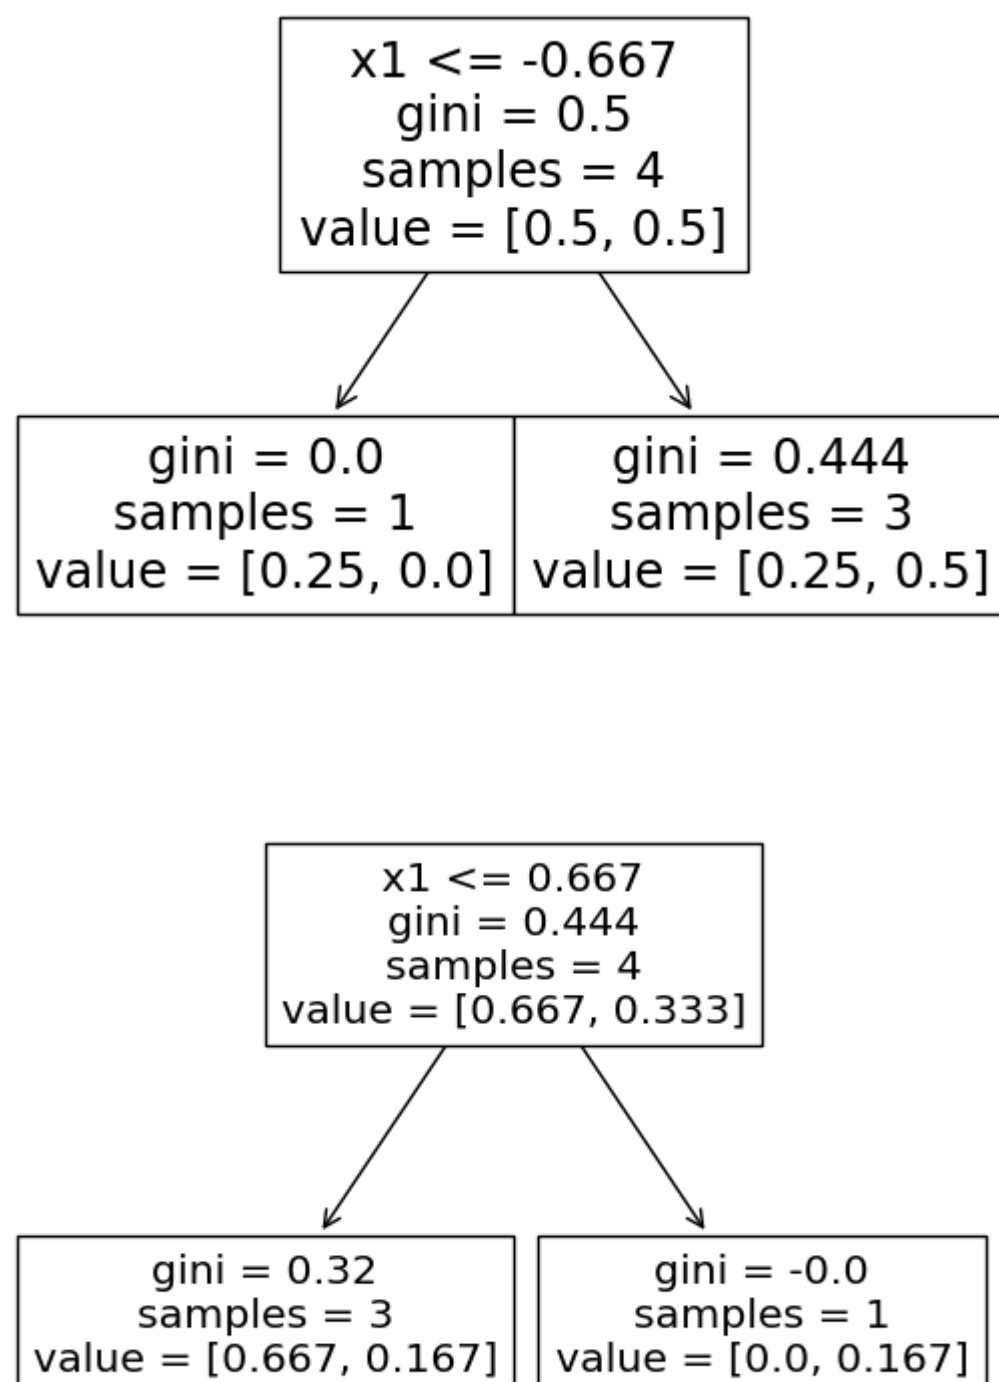 x1 <= -0.667
gini = 0.5
samples = 4
value = [0.5, 0.5]
gini = 0.0
samples = 1
value = [0.25, 0.0]
gini = 0.444
samples = 3
value = [0.25, 0.5]
x1 <= 0.667
gini = 0.444
samples = 4
value = [0.667, 0.333]
gini = 0.32
samples = 3
value = [0.667, 0.167]
gini = -0.0
samples = 1
value = [0.0, 0.167]